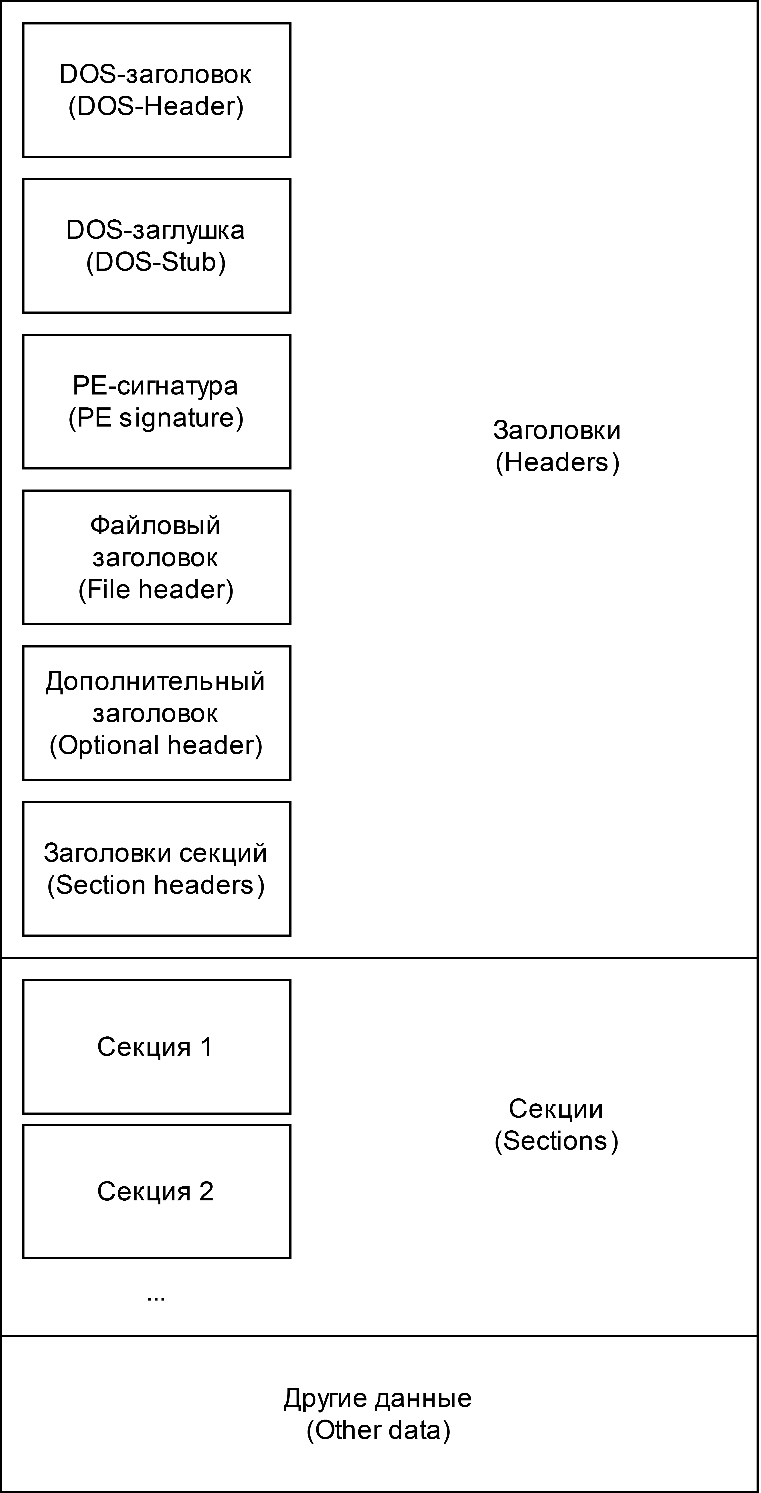 DOS-заголовок
(DOS-Header)
DOS-заглушка
(DOS-Stub)
PE-сигнатура
(PE signature)
Файловый
заголовок
(File header)
Дополнительный
заголовок
(Optional header)
Заголовки секций
(Section headers)
Заголовки
(Headers)
Секция 1
Секция 2
...
Секции
(Sections)
Другие данные
(Other data)